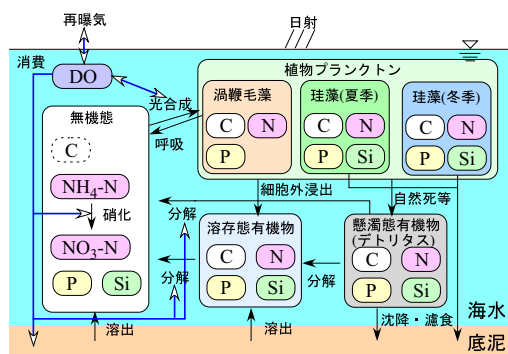 再曝気
日射
消費
DO
植物プランクトン
光合成
呼吸
渦鞭毛藻
C N
P
珪藻(夏季)
C N
P Si
珪藻(冬季)
C N
P Si
無機態
C
NH4-N
硝化
NO3-N
P Si
細胞外浸出
自然死等
分解
溶存態有機物
C N
P Si
分解
懸濁態有機物
(デトリタス)
C N
P Si
分解
溶出
溶出
沈降・濾食
海水
底泥